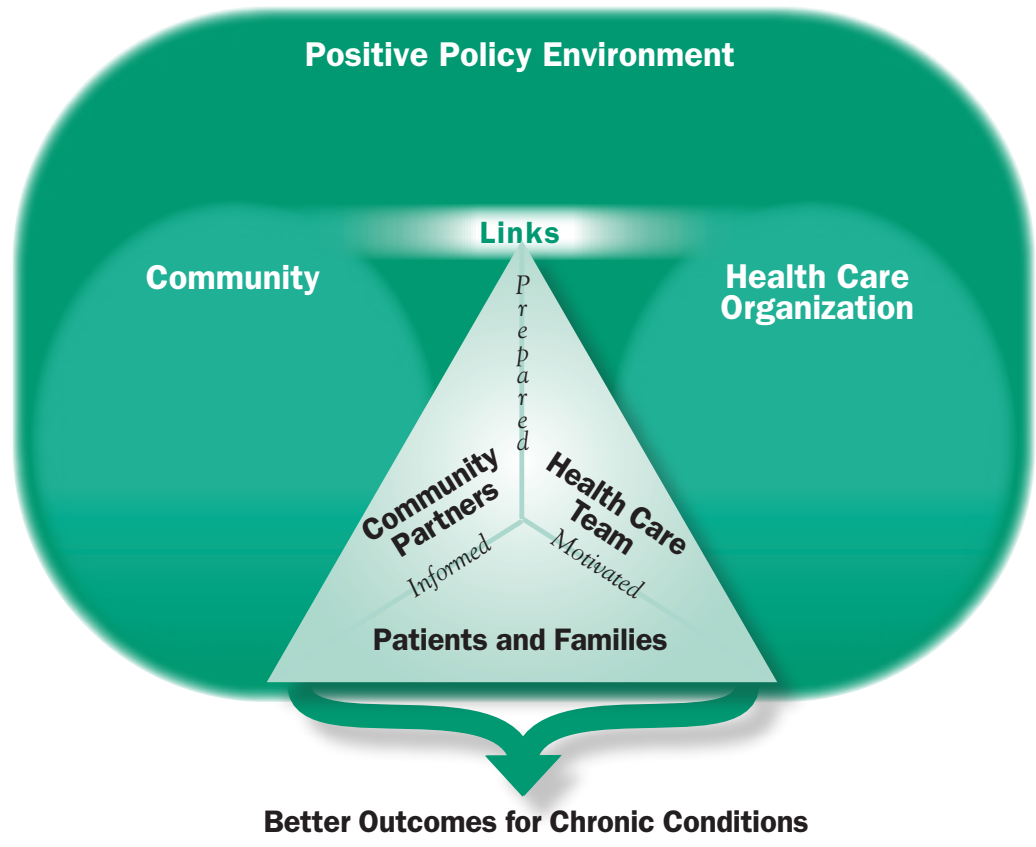 Positive Policy Environment
Links
Community
Health Care
Organization
Prepared
Community
Partners
Health Care
Team
Informed
Motivated
Patients and Families
Better Outcomes for Chronic Conditions